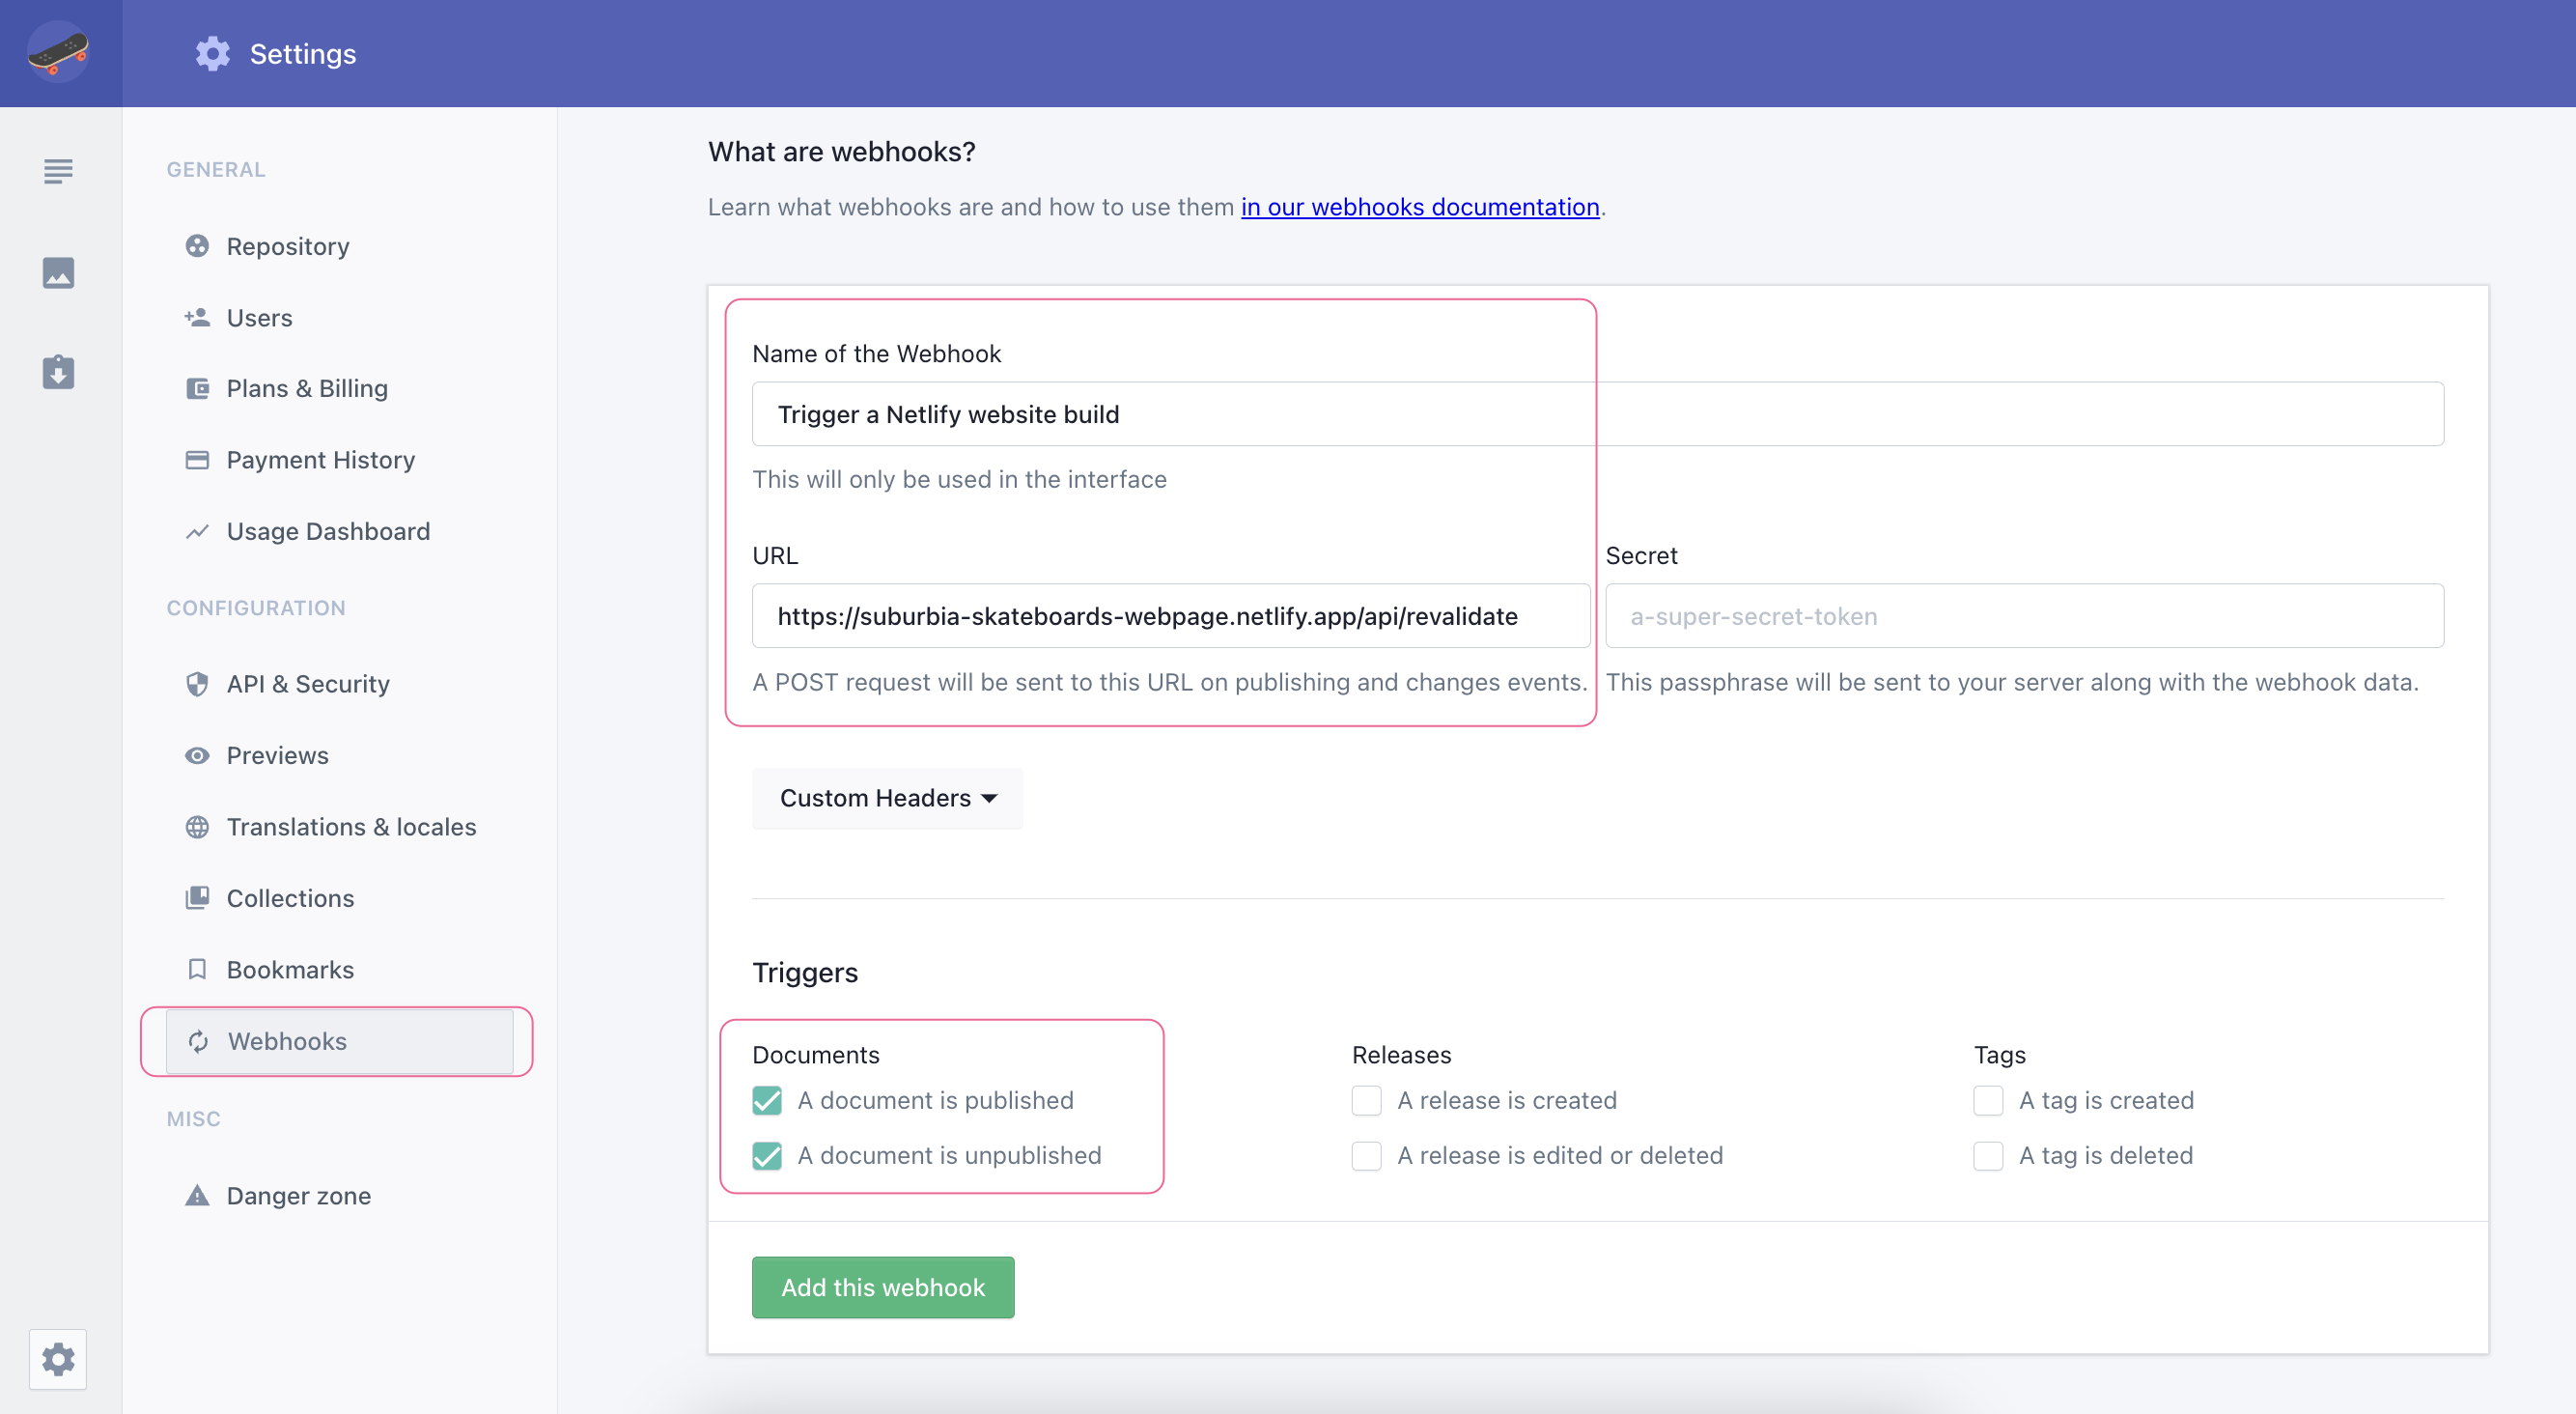 Settings
GENERAL
Repository
Users
Plans & Billing
Payment History
Usage Dashboard
CONFIGURATION
API & Security
Previews
Translations & locales
Collections
Bookmarks
Webhooks
MISC
Danger zone
What are webhooks?
Learn what webhooks are and how to use them in our webhooks documentation.
Name of the Webhook
Trigger a Netlify website build
This will only be used in the interface
URL
https://suburbia-skateboards-webpage.netlify.app/api/revalidate
A POST request will be sent to this URL on publishing and changes events.
Secret
a-super-secret-token
This passphrase will be sent to your server along with the webhook data.
Custom Headers
Triggers
Documents
A document is published
A document is unpublished
Releases
A release is created
A release is edited or deleted
Tags
A tag is created
A tag is deleted
Add this webhook